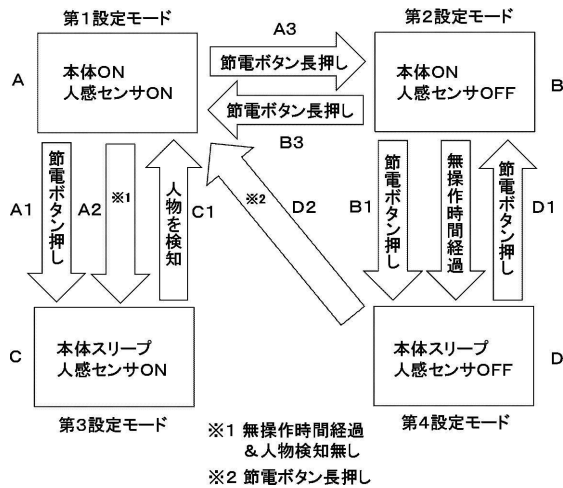 第1設定モード
A3
第2設定モード
A
本体ON
人感センサON
節電ボタン長押し
節電ボタン長押し
B3
本体ON
人感センサOFF
B
A1
節電ボタン押し
A2
※1
人物を検知
C1
※2
D2
B1
節電ボタン押し
無操作時間経過
節電ボタン押し
D1
C
本体スリープ
人感センサON
本体スリープ
人感センサOFF
D
第3設定モード
第4設定モード
※1 無操作時間経過
&人物検知無し
※2 節電ボタン長押し